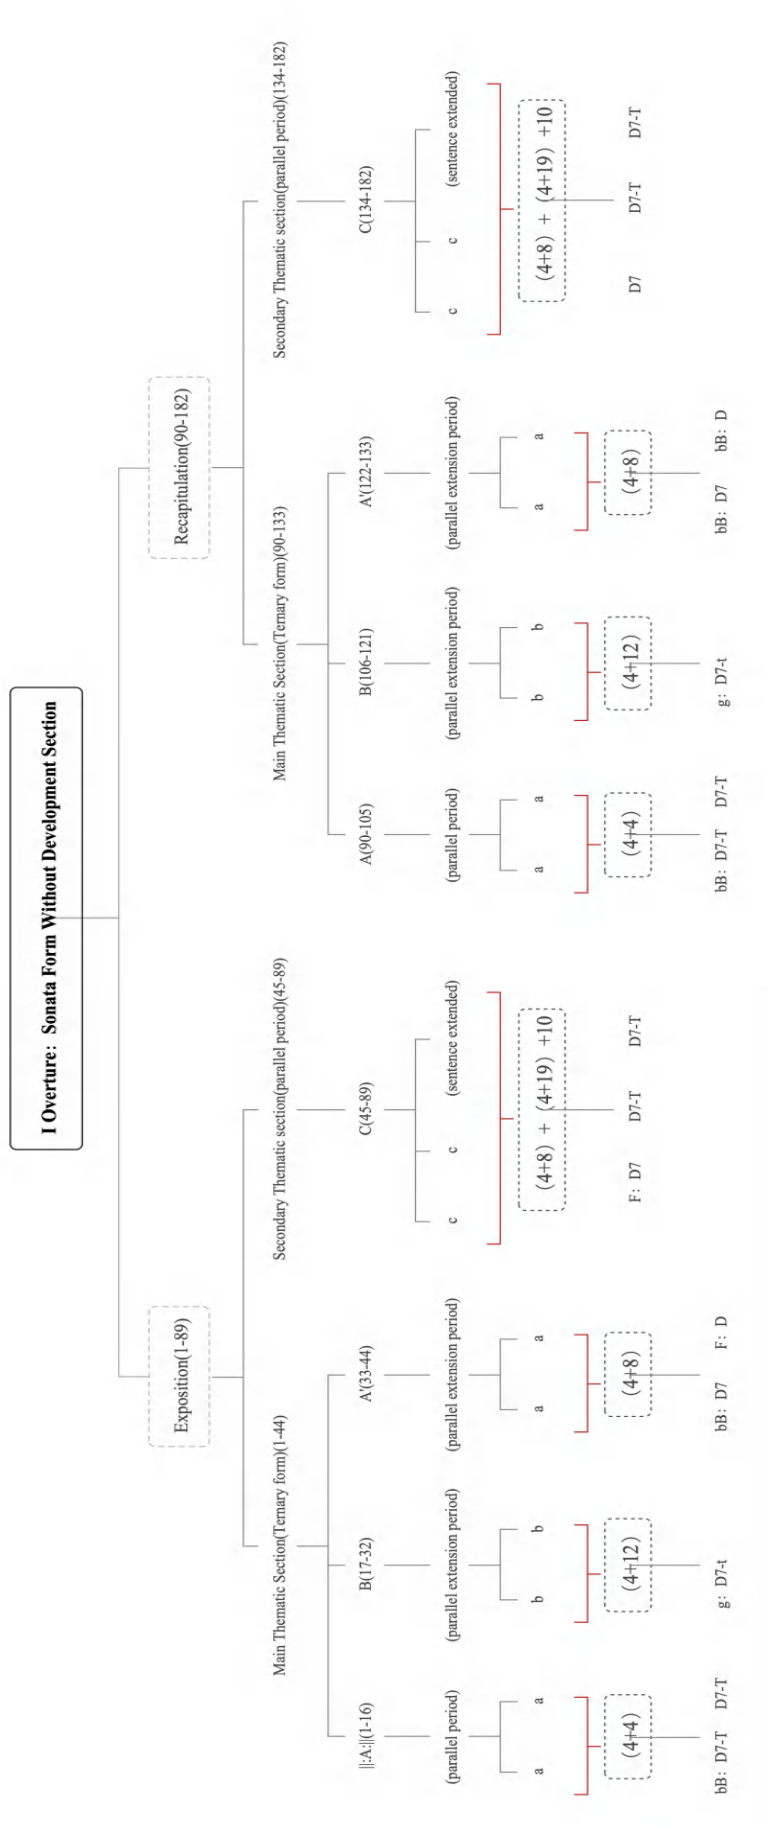 I Overture: Sonata Form Without Development Section
Exposition(1-89)
Recapitulation(90-182)
Main Thematic Section(Ternary form)(1-44)
Secondary Thematic section(parallel period)(45-89)
Main Thematic Section(Ternary form)(90-133)
Secondary Thematic section(parallel period)(134-182)
||:A:||(1-16)
B(17-32)
A'(33-44)
C(45-89)
A(90-105)
B(106-121)
A'(122-133)
C(134-182)
(parallel period)
(parallel extension period)
(parallel extension period)
c
c
(sentence extended)
(parallel period)
(parallel extension period)
(parallel extension period)
c
c
(sentence extended)
a
a
b
b
a
a
(4+8) + (4+19) +10
a
a
b
b
a
a
(4+8) + (4+19) +10
(4+4)
(4+12)
(4+8)
F: D7
D7-T
D7-T
(4+4)
(4+12)
(4+8)
D7
D7-T
D7-T
bB: D7-T
D7-T
g: D7-t
bB: D7
F: D
bB: D7-T
D7-T
g: D7-t
bB: D7
bB: D